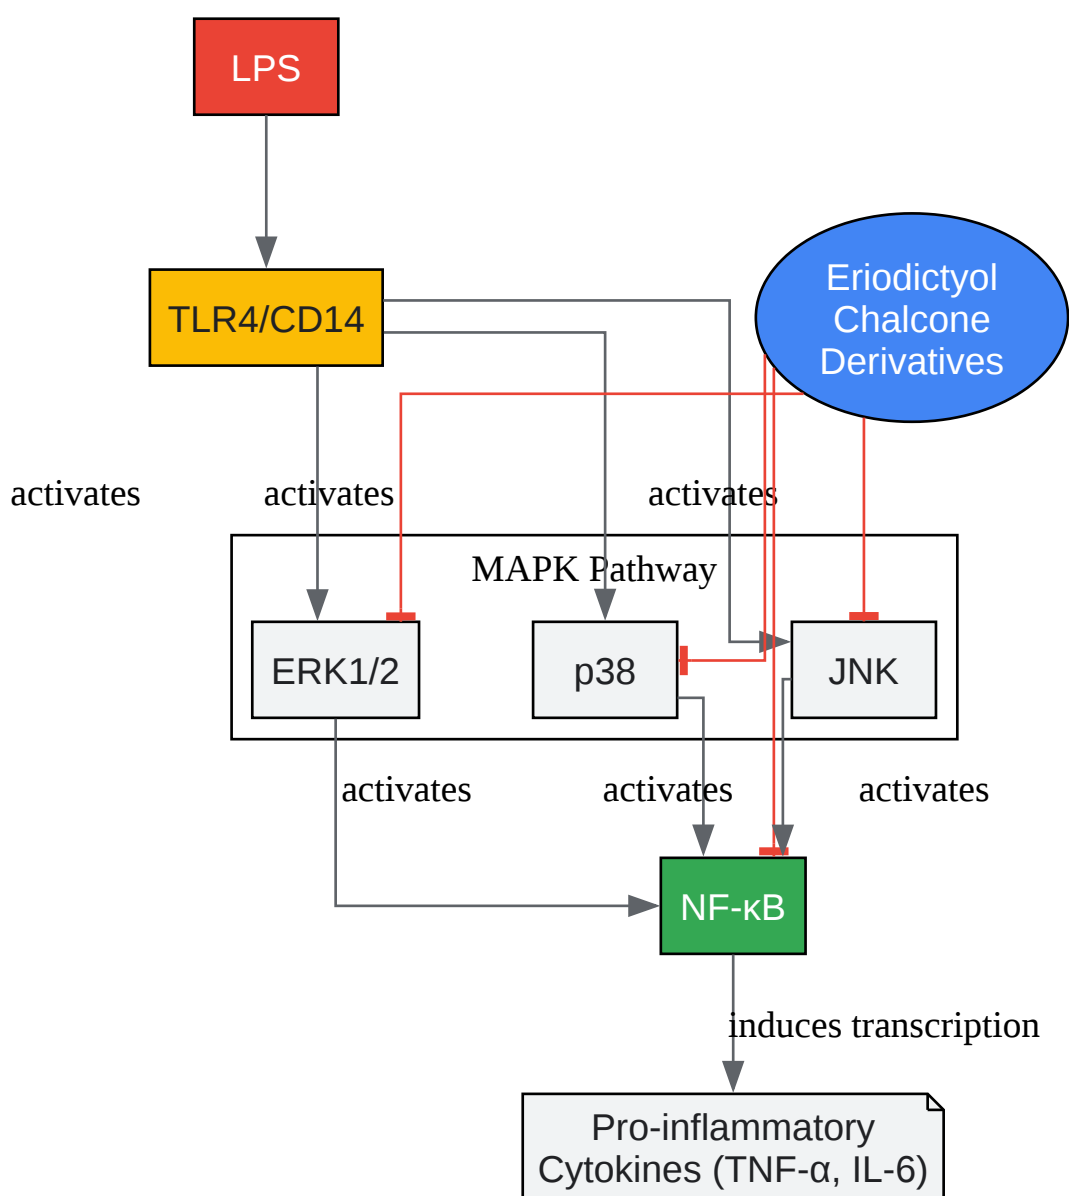 LPS
TLR4/CD14
Eriodictyol
Chalcone
Derivatives
activates
activates
activates
MAPK Pathway
ERK1/2
p38
JNK
activates
activates
activates
NF-κB
induces transcription
Pro-inflammatory
Cytokines (TNF-α, IL-6)